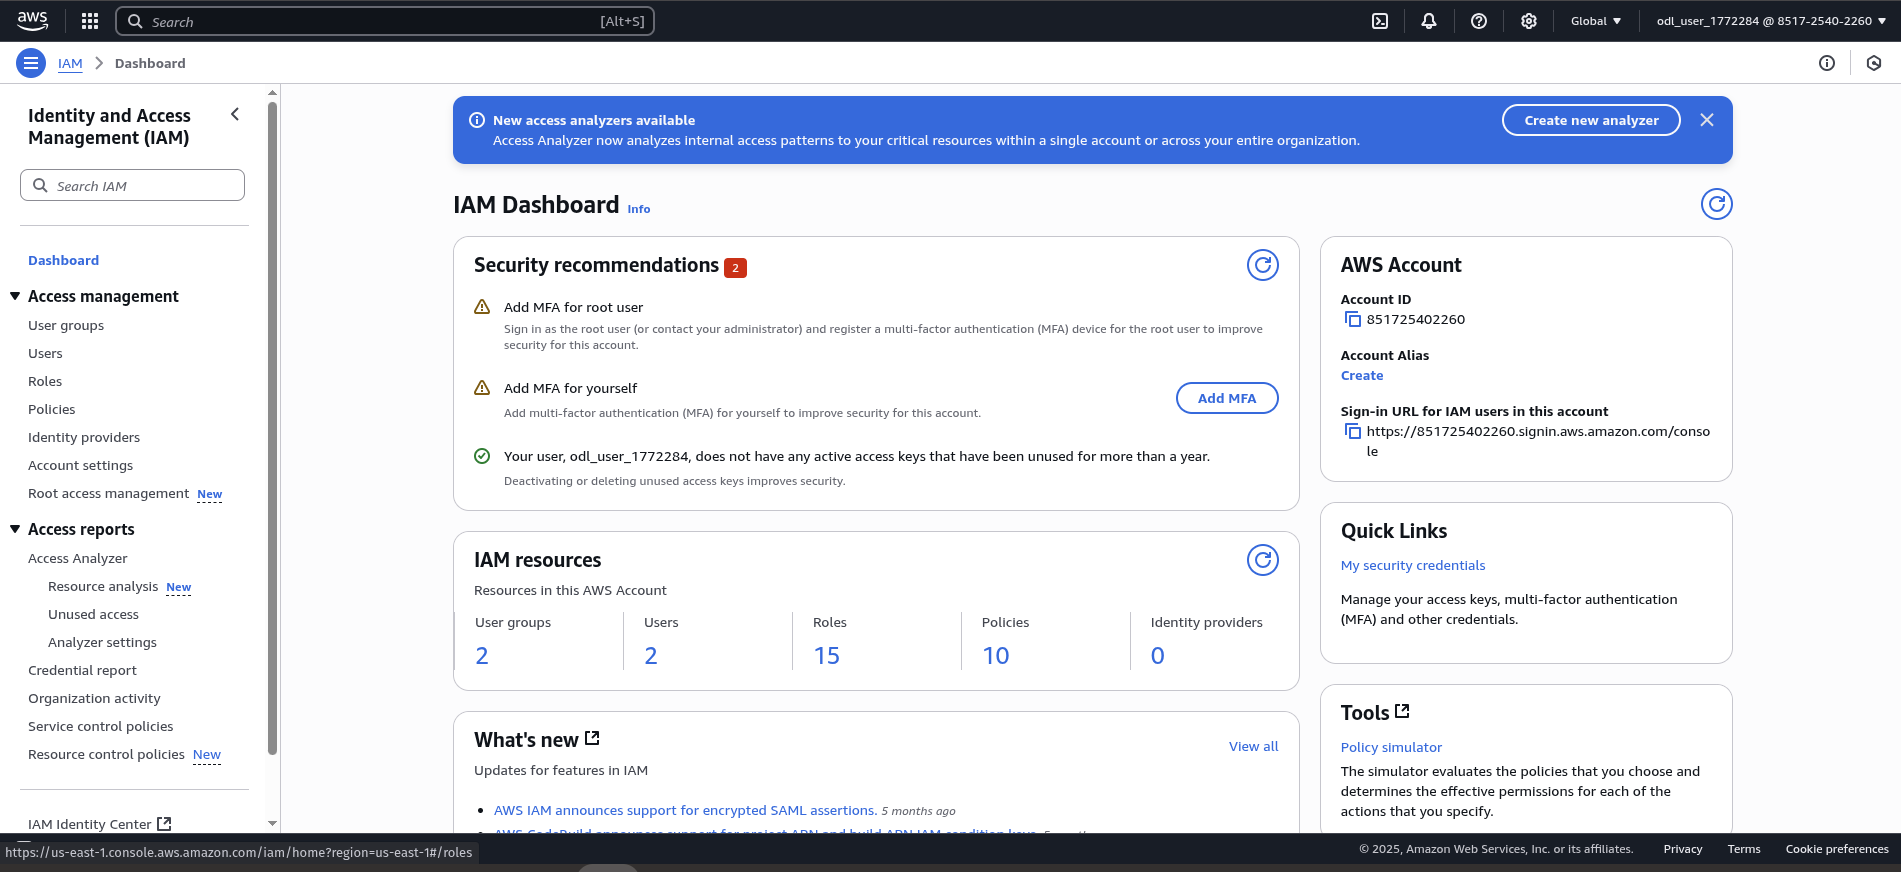 aws
Search
[Alt+S]
Global
odl_user_1772284 @ 8517-2540-2260
IAM
Dashboard
Identity and Access
Management (IAM)
Search IAM
Dashboard
Access management
User groups
Users
Roles
Policies
Identity providers
Account settings
Root access management New
Access reports
Access Analyzer
Resource analysis New
Unused access
Analyzer settings
Credential report
Organization activity
Service control policies
Resource control policies New
IAM Identity Center
New access analyzers available
Access Analyzer now analyzes internal access patterns to your critical resources within a single account or across your entire organization.
Create new analyzer
IAM Dashboard Info
Security recommendations 2
Add MFA for root user
Sign in as the root user (or contact your administrator) and register a multi-factor authentication (MFA) device for the root user to improve
security for this account.
Add MFA for yourself
Add multi-factor authentication (MFA) for yourself to improve security for this account.
Add MFA
Your user, odl_user_1772284, does not have any active access keys that have been unused for more than a year.
Deactivating or deleting unused access keys improves security.
IAM resources
Resources in this AWS Account
User groups
2
Users
2
Roles
15
Policies
10
Identity providers
0
What's new
View all
Updates for features in IAM
AWS IAM announces support for encrypted SAML assertions. 5 months ago
AWS CodeBuild announces support for project ARN and build ARN IAM condition keys.
AWS Account
Account ID
851725402260
Account Alias
Create
Sign-in URL for IAM users in this account
https://851725402260.signin.aws.amazon.com/conso
le
Quick Links
My security credentials
Manage your access keys, multi-factor authentication
(MFA) and other credentials.
Tools
Policy simulator
The simulator evaluates the policies that you choose and
determines the effective permissions for each of the
actions that you specify.
https://us-east-1.console.aws.amazon.com/iam/home?region=us-east-1#/roles
© 2025, Amazon Web Services, Inc. or its affiliates.
Privacy
Terms
Cookie preferences